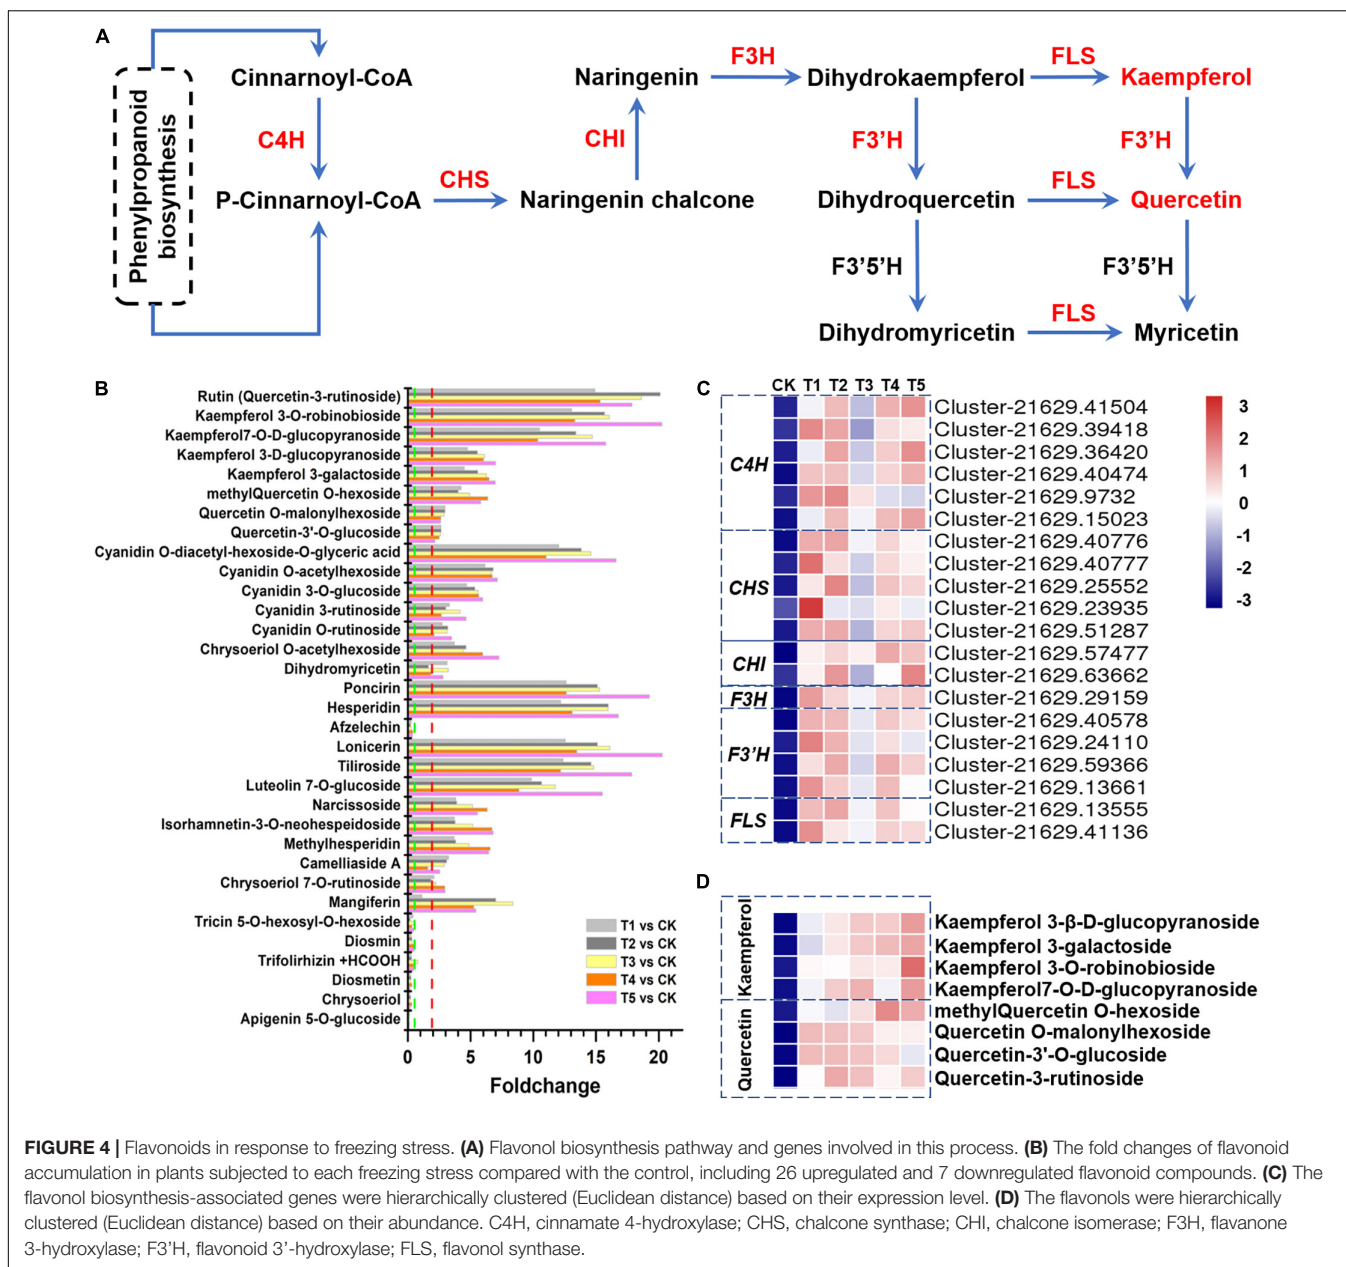 A
Phenylpropanoid
biosynthesis
Cinnarnoyl-CoA
C4H
P-Cinnarnoyl-CoA
CHS
Naringenin
CHI
Naringenin chalcone
F3H
Dihydrokaempferol
FLS
Kaempferol
F3'H
F3'H
Dihydroquercetin
FLS
Quercetin
F3'5'H
F3'5'H
Dihydromyricetin
FLS
Myricetin
B
Rutin (Quercetin-3-rutinoside)
Kaempferol 3-O-robinobioside
Kaempferol7-O-D-glucopyranoside
Kaempferol 3-D-glucopyranoside
Kaempferol 3-galactoside
methylQuercetin O-hexoside
Quercetin O-malonylhexoside
Quercetin-3'-O-glucoside
Cyanidin O-diacetyl-hexoside-O-glyceric acid
Cyanidin O-acetylhexoside
Cyanidin 3-O-glucoside
Cyanidin 3-rutinoside
Cyanidin O-rutinoside
Chrysoeriol O-acetylhexoside
Dihydromyricetin
Poncirin
Hesperidin
Afzelechin
Lonicerin
Tiliroside
Luteolin 7-O-glucoside
Narcissoside
Isorhamnetin-3-O-neohespeidoside
Methylhesperidin
Camelliaside A
Chrysoeriol 7-O-rutinoside
Mangiferin
Tricin 5-O-hexosyl-O-hexoside
Diosmin
Trifolirhizin +HCOOH
Diosmetin
Chrysoeriol
Apigenin 5-O-glucoside
T1 vs CK
T2 vs CK
T3 vs CK
T4 vs CK
T5 vs CK
0 5 10 15 20
Foldchange
C
CK T1 T2 T3 T4 T5
C4H
CHS
CHI
F3H
F3'H
FLS
Cluster-21629.41504
Cluster-21629.39418
Cluster-21629.36420
Cluster-21629.40474
Cluster-21629.9732
Cluster-21629.15023
Cluster-21629.40776
Cluster-21629.40777
Cluster-21629.25552
Cluster-21629.23935
Cluster-21629.51287
Cluster-21629.57477
Cluster-21629.63662
Cluster-21629.29159
Cluster-21629.40578
Cluster-21629.24110
Cluster-21629.59366
Cluster-21629.13661
Cluster-21629.13555
Cluster-21629.41136
3
2
1
0
-1
-2
-3
D
Kaempferol
Quercetin
Kaempferol 3-β-D-glucopyranoside
Kaempferol 3-galactoside
Kaempferol 3-O-robinobioside
Kaempferol7-O-D-glucopyranoside
methylQuercetin O-hexoside
Quercetin O-malonylhexoside
Quercetin-3'-O-glucoside
Quercetin-3-rutinoside
FIGURE 4 | Flavonoids in response to freezing stress. (A) Flavonol biosynthesis pathway and genes involved in this process. (B) The fold changes of flavonoid
accumulation in plants subjected to each freezing stress compared with the control, including 26 upregulated and 7 downregulated flavonoid compounds. (C) The
flavonol biosynthesis-associated genes were hierarchically clustered (Euclidean distance) based on their expression level. (D) The flavonols were hierarchically
clustered (Euclidean distance) based on their abundance. C4H, cinnamate 4-hydroxylase; CHS, chalcone synthase; CHI, chalcone isomerase; F3H, flavanone
3-hydroxylase; F3'H, flavonoid 3'-hydroxylase; FLS, flavonol synthase.